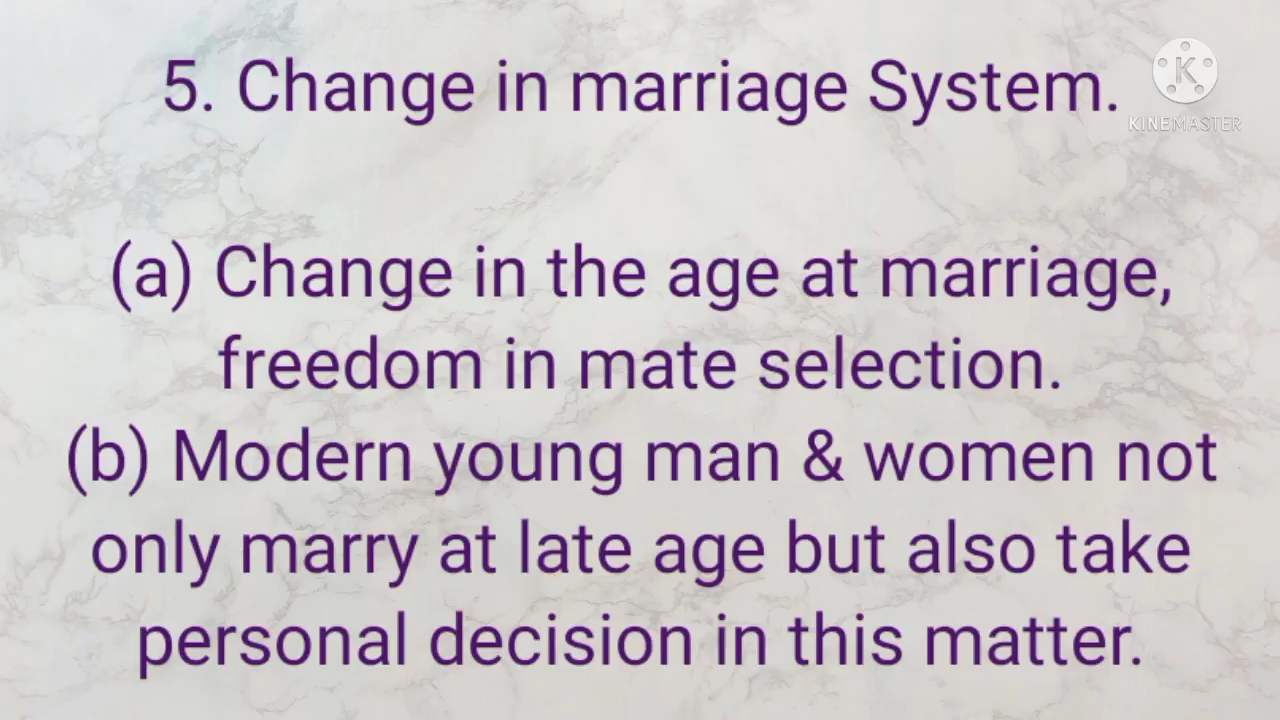 5. Change in marriage System.
K
KINEMASTER
(a) Change in the age at marriage,
freedom in mate selection.
(b) Modern young man & women not
only marry at late age but also take
personal decision in this matter.